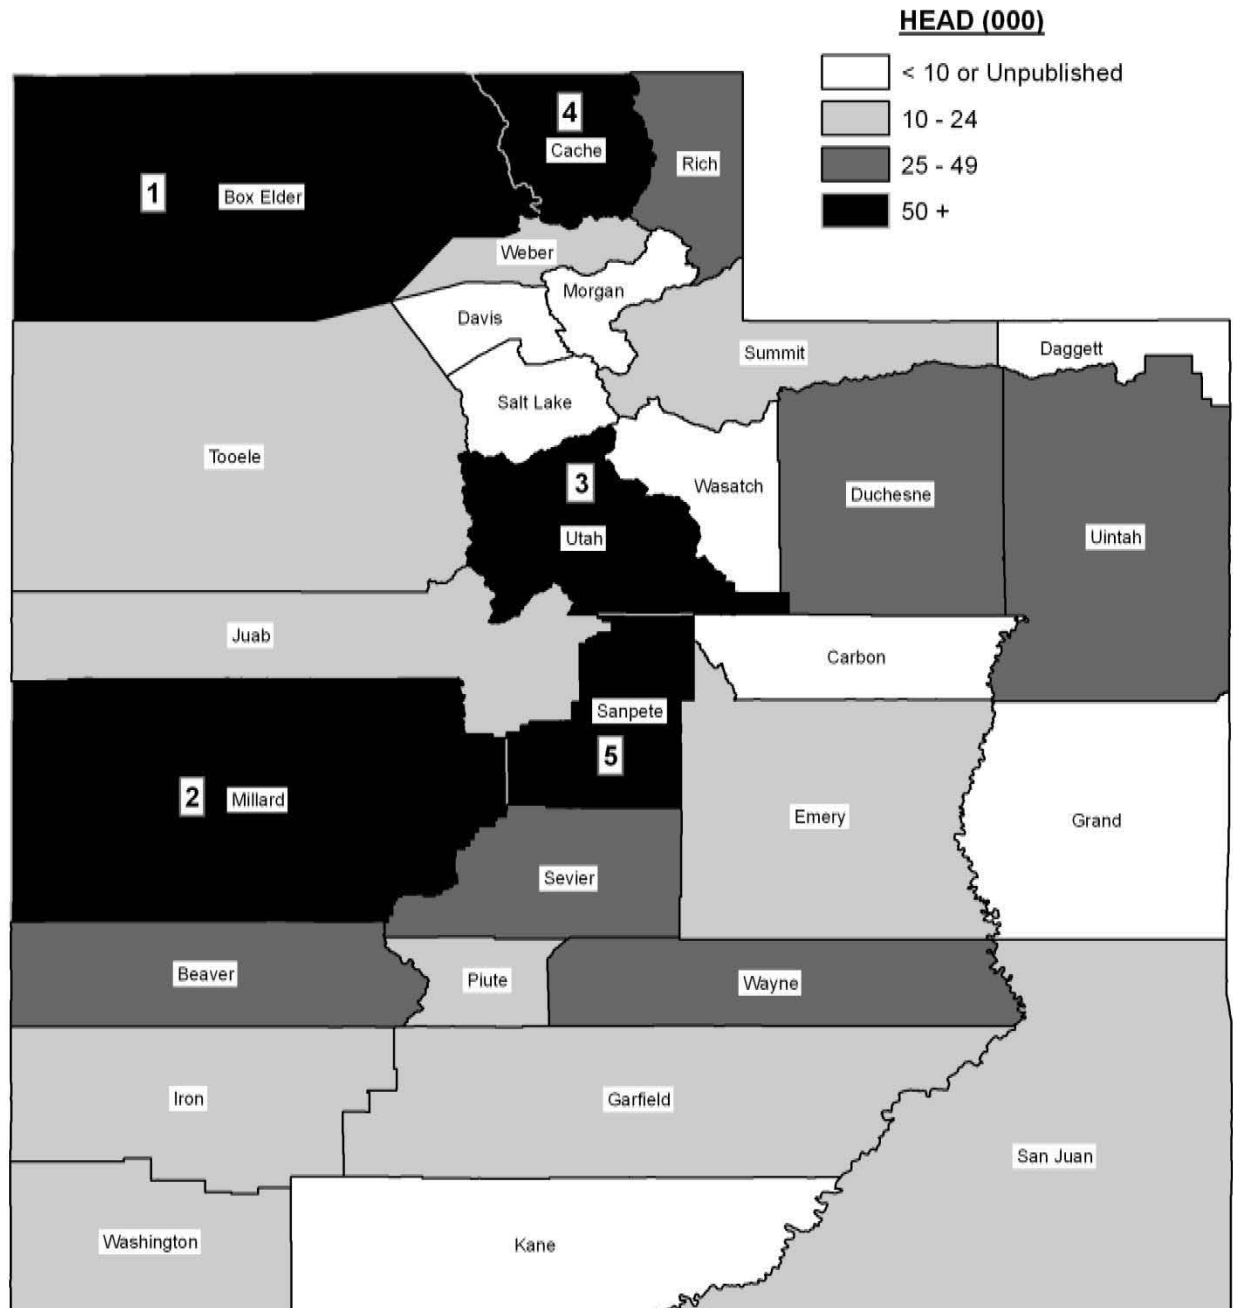 HEAD (000)
< 10 or Unpublished
10 - 24
25 - 49
50 +
4
Cache
Rich
1
Box Elder
Weber
Morgan
Davis
Summit
Daggett
Salt Lake
Tooele
3
Wasatch
Duchesne
Utah
Uintah
Juab
Carbon
Sanpete
5
2
Millard
Emery
Grand
Sevier
Beaver
Piute
Wayne
Iron
Garfield
San Juan
Washington
Kane